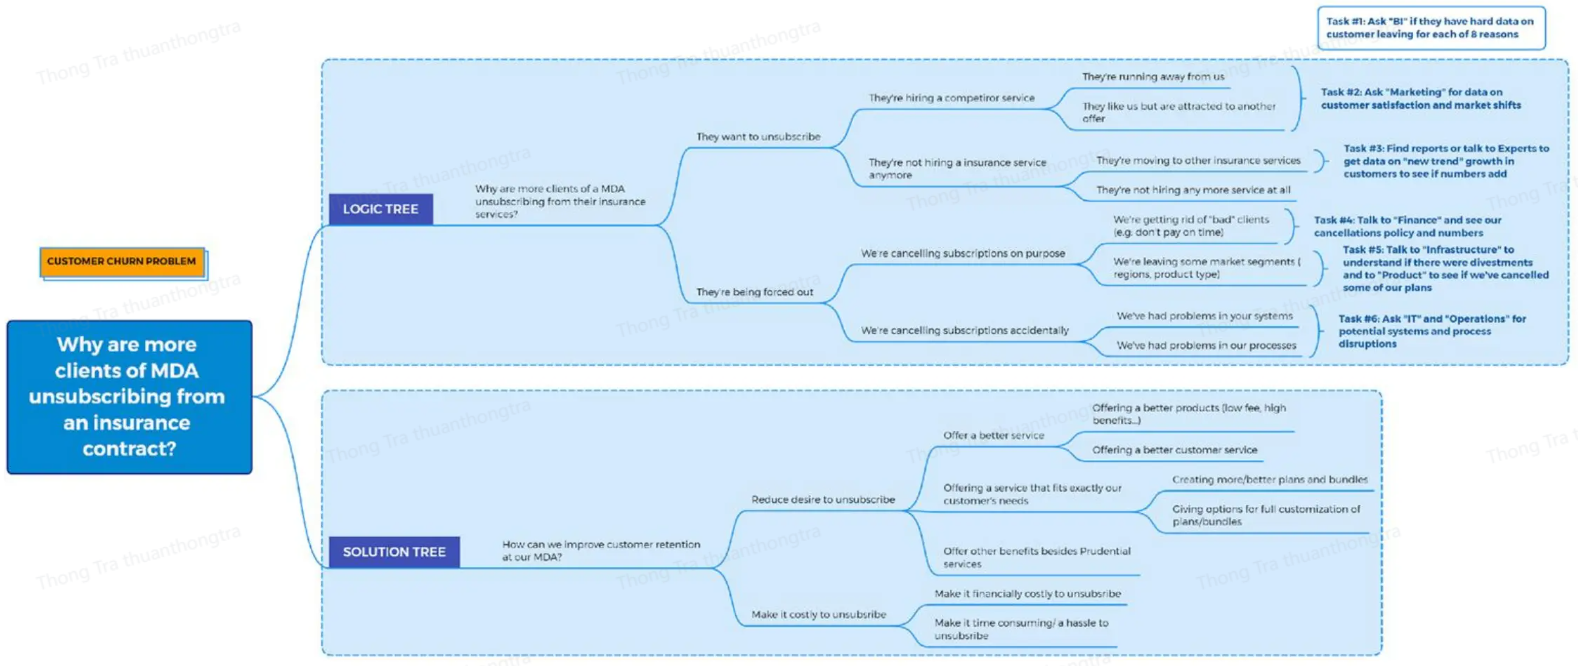 Task #1: Ask "BI" if they have hard data on
customer leaving for each of 8 reasons
CUSTOMER CHURN PROBLEM
Why are more
clients of MDA
unsubscribing from
an insurance
contract?
LOGIC TREE
Why are more clients of a MDA
unsubscribing from their insurance
services?
They want to unsubscribe
They're hiring a competiror service
They're running away from us
They like us but are attracted to another
offer
Task #2: Ask "Marketing" for data on
customer satisfaction and market shifts
They're not hiring a insurance service
anymore
They're moving to other insurance services
They're not hiring any more service at all
Task #3: Find reports or talk to Experts to
get data on "new trend" growth in
customers to see if numbers add
They're being forced out
We're cancelling subscriptions on purpose
We're getting rid of "bad" clients
(e.g. don't pay on time)
Task #4: Talk to "Finance" and see our
cancellations policy and numbers
We're leaving some market segments (
regions, product type)
Task #5: Talk to "Infrastructure" to
understand if there were divestments
and to "Product" to see if we've cancelled
some of our plans
We're cancelling subscriptions accidentally
We've had problems in your systems
We've had problems in our processes
Task #6: Ask "IT" and "Operations" for
potential systems and process
disruptions
SOLUTION TREE
How can we improve customer retention
at our MDA?
Reduce desire to unsubscribe
Offer a better service
Offering a better products (low fee, high
benefits...)
Offering a better customer service
Offering a service that fits exactly our
customer's needs
Creating more/better plans and bundles
Giving options for full customization of
plans/bundles
Offer other benefits besides Prudential
services
Make it costly to unsubsribe
Make it financially costly to unsubsribe
Make it time consuming/ a hassle to
unsubsribe
Thong Tra thuanthongtra